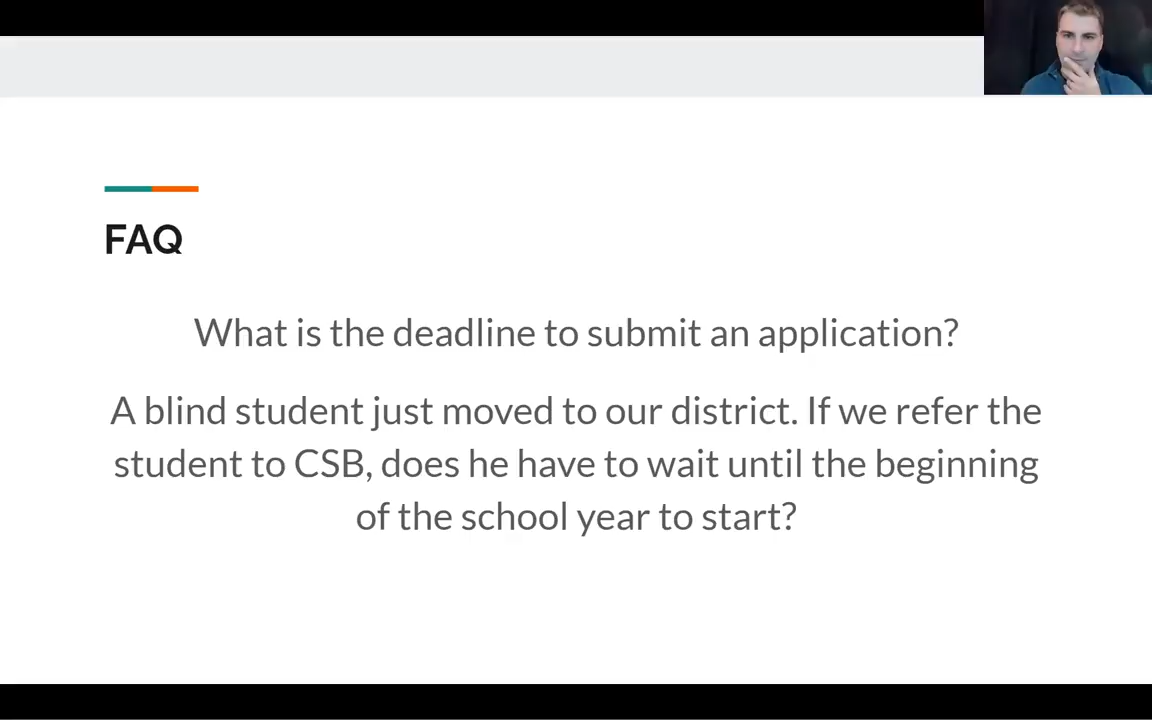 FAQ
What is the deadline to submit an application?
A blind student just moved to our district. If we refer the
student to CSB, does he have to wait until the beginning
of the school year to start?